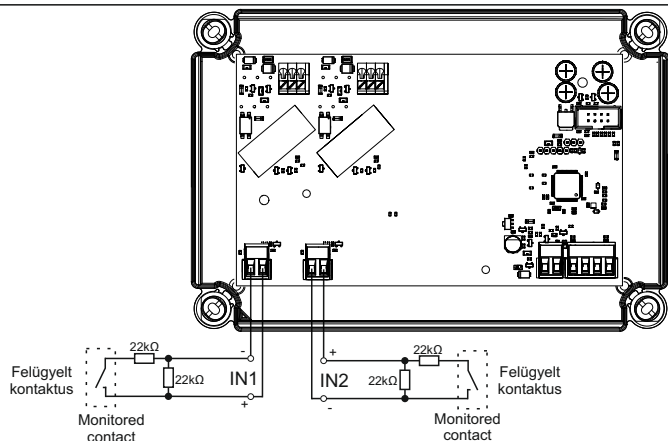 22kΩ
-
22kΩ
Felügyelt
kontaktus
IN1
+
Monitored
contact
+
22kΩ
IN2
22kΩ
Felügyelt
kontaktus
-
Monitored
contact